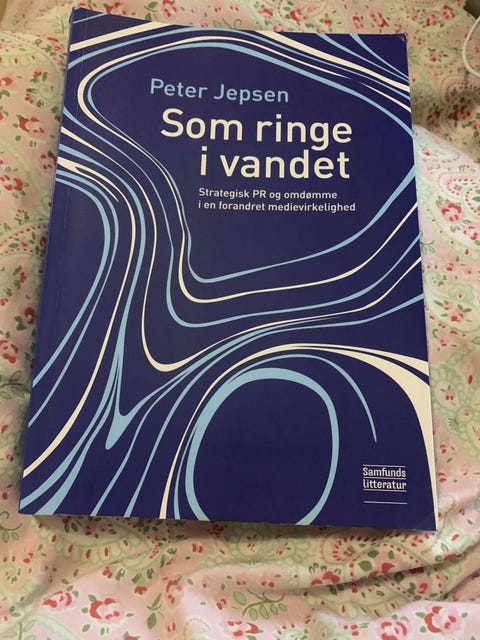 Peter Jepsen
Som ringe
i vandet
Strategisk PR og omdømme
i en forandret medievirkelighed
Samfunds
litteratur